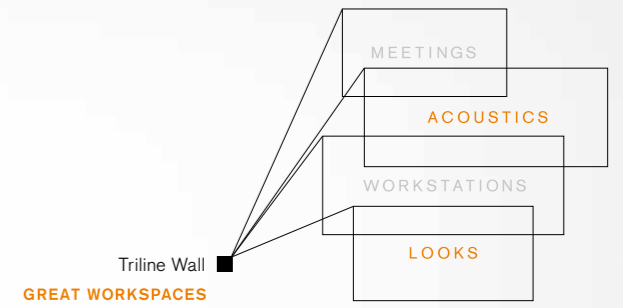 MEETINGS
ACOUSTICS
WORKSTATIONS
LOOKS
Triline Wall
GREAT WORKSPACES